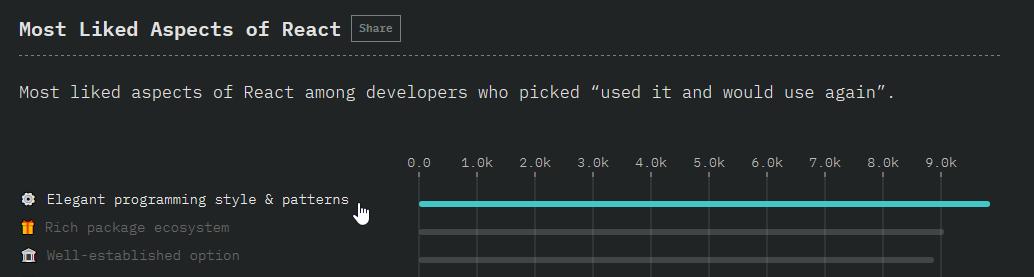 Most Liked Aspects of React Share
Most liked aspects of React among developers who picked “used it and would use again”.
0.0 1.0k 2.0k 3.0k 4.0k 5.0k 6.0k 7.0k 8.0k 9.0k
Elegant programming style & patterns
Rich package ecosystem
Well-established option